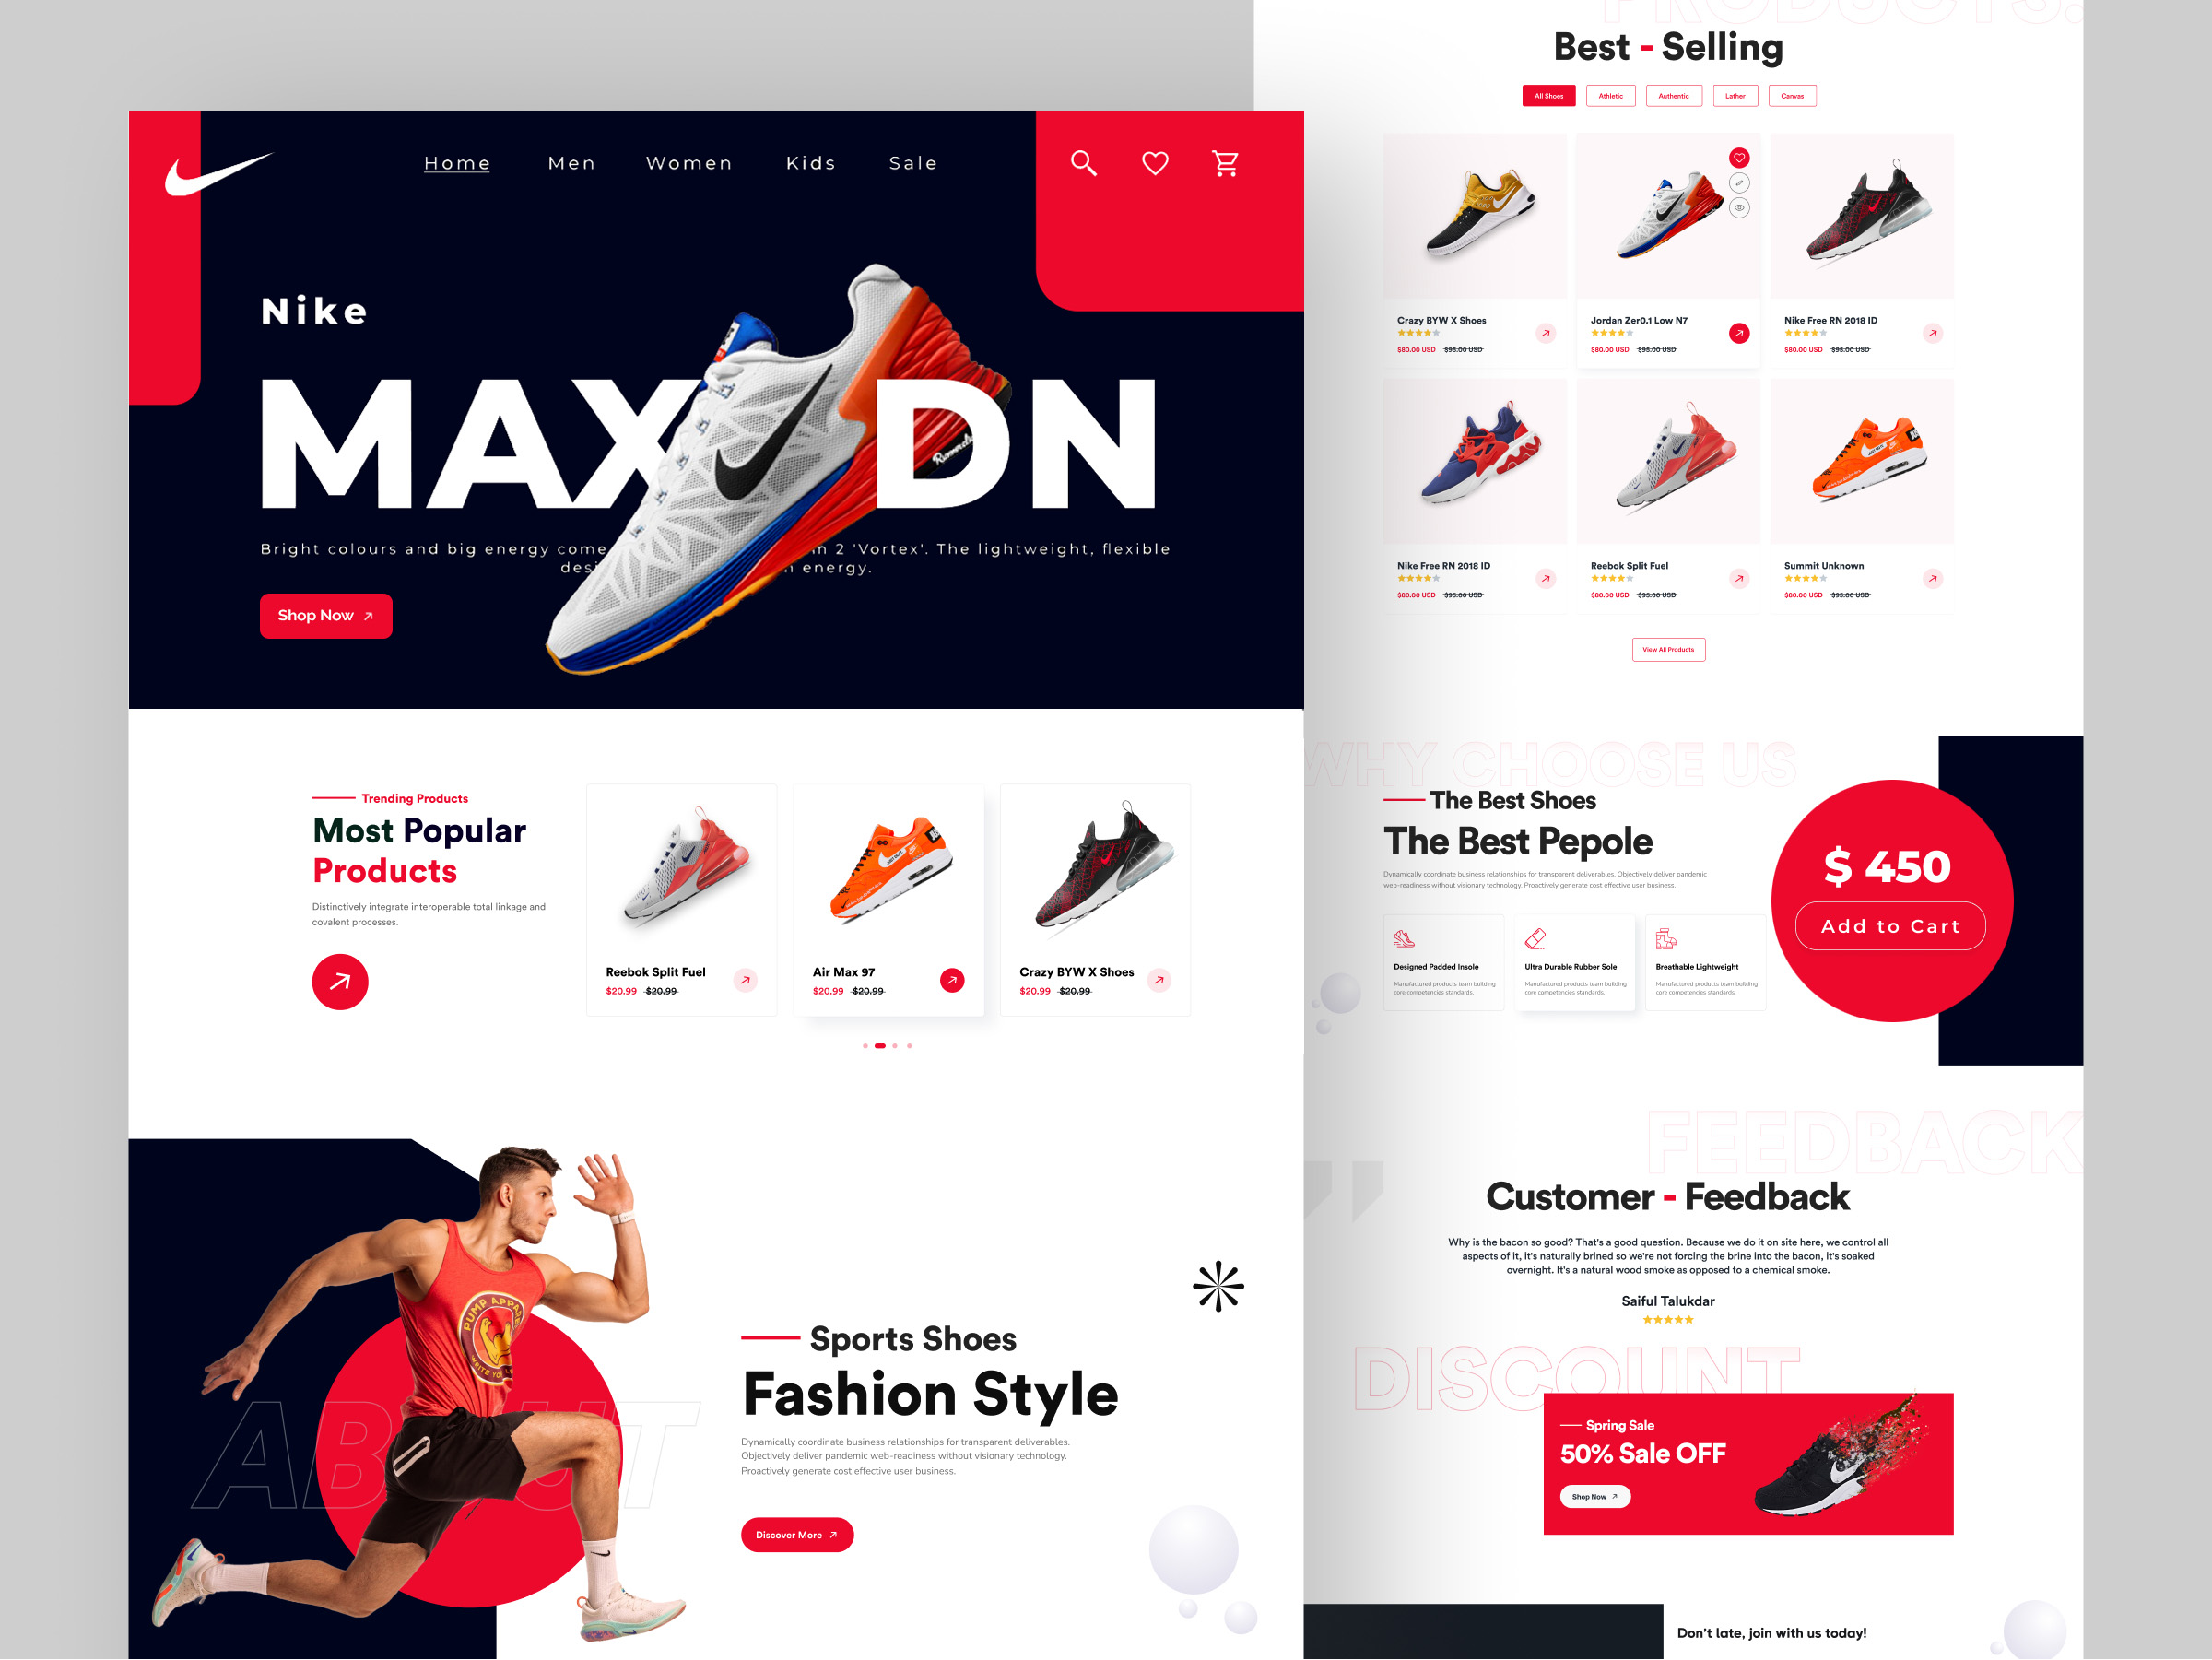 Home Men Women Kids Sale
Nike
MAX DN
Bright colours and big energy come n 2 'Vortex'. The lightweight, flexible
desi n energy.
Shop Now
Trending Products
Most Popular
Products
Distinctively integrate interoperable total linkage and
covalent processes.
Reebok Split Fuel
$20.99 $20.99
Air Max 97
$20.99 $20.99
Crazy BYW X Shoes
$20.99 $20.99
ABOUT
PUMP APPAREL
Sports Shoes
Fashion Style
Dynamically coordinate business relationships for transparent deliverables.
Objectively deliver pandemic web-readiness without visionary technology.
Proactively generate cost effective user business.
Discover More
PRODUCTS.
Best - Selling
All Shoes Athletic Authentic Lather Canvas
Crazy BYW X Shoes
$80.00 USD $95.00 USD
Jordan Zer0.1 Low N7
$80.00 USD $95.00 USD
Nike Free RN 2018 ID
$80.00 USD $95.00 USD
Nike Free RN 2018 ID
$80.00 USD $95.00 USD
Reebok Split Fuel
$80.00 USD $95.00 USD
Summit Unknown
$80.00 USD $95.00 USD
View All Products
WHY CHOOSE US
The Best Shoes
The Best Pepole
Dynamically coordinate business relationships for transparent deliverables. Objectively deliver pandemic
web-readiness without visionary technology. Proactively generate cost effective user business.
Designed Padded Insole
Manufactured products team building
core competencies standards.
Ultra Durable Rubber Sole
Manufactured products team building
core competencies standards.
Breathable Lightweight
Manufactured products team building
core competencies standards.
$ 450
Add to Cart
FEEDBACK
Customer - Feedback
Why is the bacon so good? That's a good question. Because we do it on site here, we control all
aspects of it, it's naturally brined so we're not forcing the brine into the bacon, it's soaked
overnight. It's a natural wood smoke as opposed to a chemical smoke.
Saiful Talukdar
DISCOUNT
Spring Sale
50% Sale OFF
Shop Now
Don't late, join with us today!